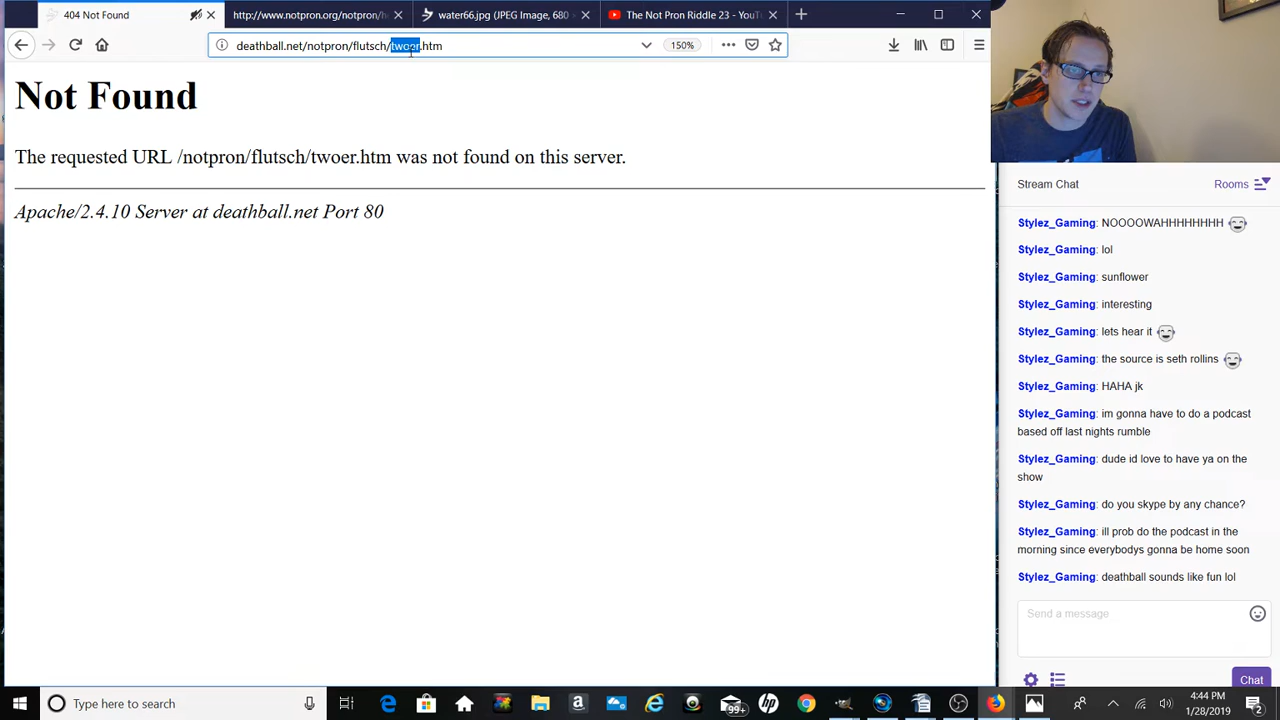 404 Not Found
http://www.notpron.org/notpron/h
water66.jpg (JPEG Image, 680
The Not Pron Riddle 23 - YouT
deathball.net/notpron/flutsch/twoer.htm
150%
Not Found
The requested URL /notpron/flutsch/twoer.htm was not found on this server.
Apache/2.4.10 Server at deathball.net Port 80
Stream Chat
Rooms
Stylez_Gaming: NOOOOWAHHHHHHHH
Stylez_Gaming: lol
Stylez_Gaming: sunflower
Stylez_Gaming: interesting
Stylez_Gaming: lets hear it
Stylez_Gaming: the source is seth rollins
Stylez_Gaming: HAHA jk
Stylez_Gaming: im gonna have to do a podcast
based off last nights rumble
Stylez_Gaming: dude id love to have ya on the
show
Stylez_Gaming: do you skype by any chance?
Stylez_Gaming: ill prob do the podcast in the
morning since everybodys gonna be home soon
Stylez_Gaming: deathball sounds like fun lol
Send a message
Chat
Type here to search
99+
4:44 PM
1/28/2019
2